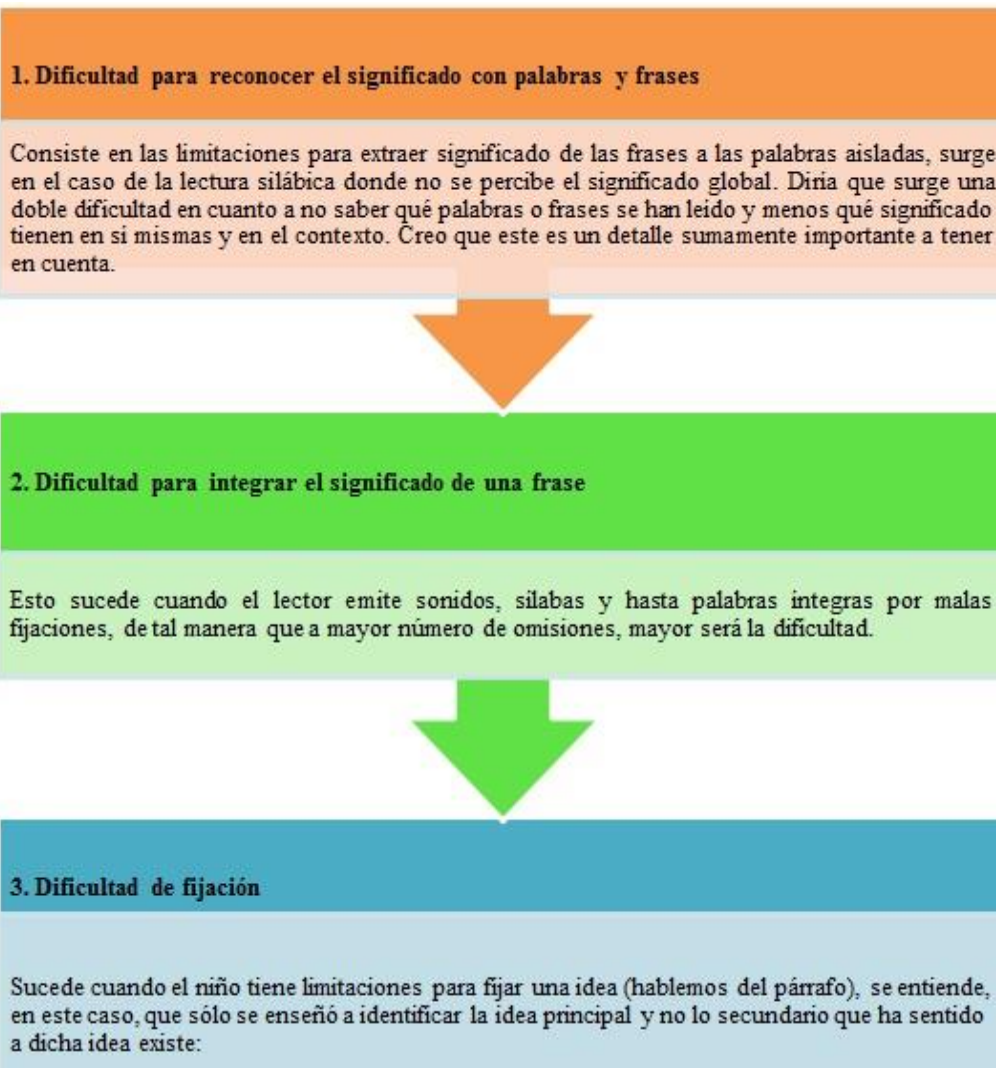 1. Dificultad para reconocer el significado con palabras y frases
Consiste en las limitaciones para extraer significado de las frases a las palabras aisladas, surge
en el caso de la lectura silábica donde no se percibe el significado global. Diría que surge una
doble dificultad en cuanto a no saber qué palabras o frases se han leído y menos qué significado
tienen en si mismas y en el contexto. Creo que este es un detalle sumamente importante a tener
en cuenta.
2. Dificultad para integrar el significado de una frase
Esto sucede cuando el lector emite sonidos, sílabas y hasta palabras integras por malas
fijaciones, de tal manera que a mayor número de omisiones, mayor será la dificultad.
3. Dificultad de fijación
Sucede cuando el niño tiene limitaciones para fijar una idea (hablemos del párrafo), se entiende,
en este caso, que sólo se enseñó a identificar la idea principal y no lo secundario que ha sentido
a dicha idea existe: